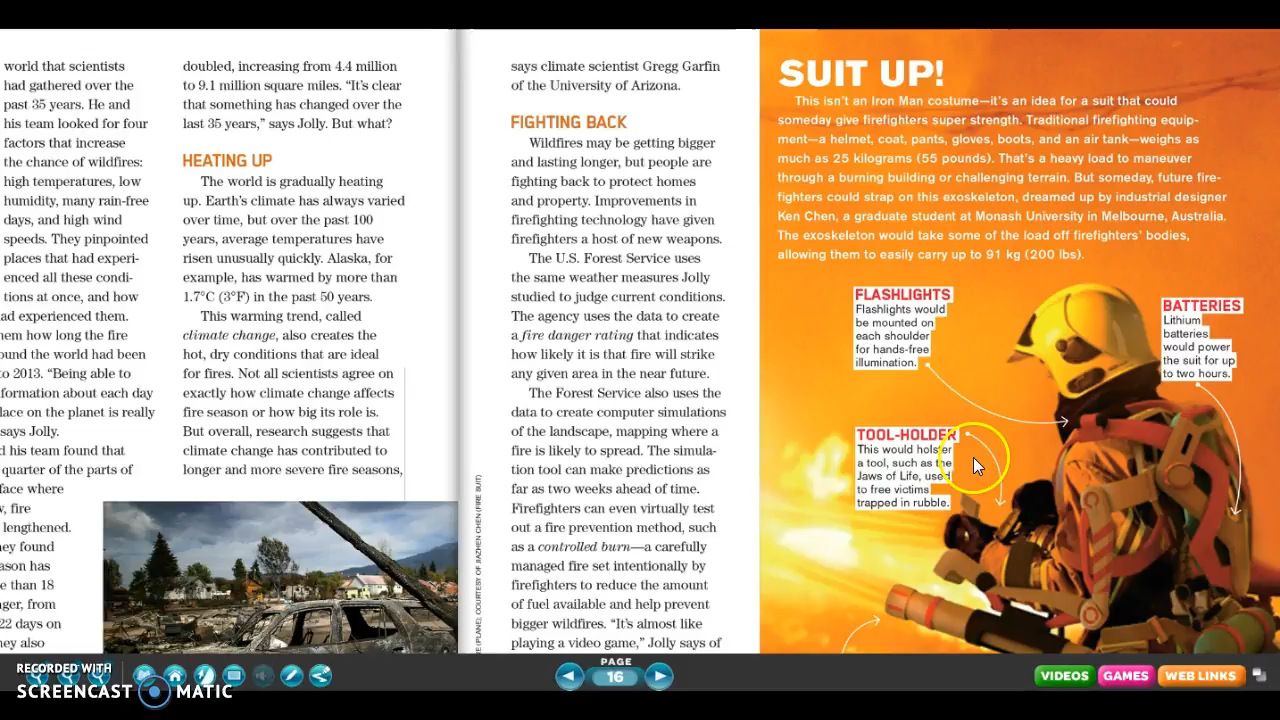 world that scientists
had gathered over the
past 35 years. He and
his team looked for four
factors that increase
the chance of wildfires:
high temperatures, low
humidity, many rain-free
days, and high wind
speeds. They pinpointed
places that had experi-
enced all these condi-
tions at once, and how
had experienced them.
them how long the fire
ound the world had been
to 2013. "Being able to
formation about each day
lace on the planet is really
says Jolly.
d his team found that
quarter of the parts of
face where
, fire
lengthened.
hey found
ason has
e than 18
nger, from
22 days on
hey also
doubled, increasing from 4.4 million
to 9.1 million square miles. "It's clear
that something has changed over the
last 35 years," says Jolly. But what?
HEATING UP
The world is gradually heating
up. Earth's climate has always varied
over time, but over the past 100
years, average temperatures have
risen unusually quickly. Alaska, for
example, has warmed by more than
1.7°C (3°F) in the past 50 years.
This warming trend, called
climate change, also creates the
hot, dry conditions that are ideal
for fires. Not all scientists agree on
exactly how climate change affects
fire season or how big its role is.
But overall, research suggests that
climate change has contributed to
longer and more severe fire seasons,
says climate scientist Gregg Garfin
of the University of Arizona.
FIGHTING BACK
Wildfires may be getting bigger
and lasting longer, but people are
fighting back to protect homes
and property. Improvements in
firefighting technology have given
firefighters a host of new weapons.
The U.S. Forest Service uses
the same weather measures Jolly
studied to judge current conditions.
The agency uses the data to create
a fire danger rating that indicates
how likely it is that fire will strike
any given area in the near future.
The Forest Service also uses the
data to create computer simulations
of the landscape, mapping where a
fire is likely to spread. The simula-
tion tool can make predictions as
far as two weeks ahead of time.
Firefighters can even virtually test
out a fire prevention method, such
as a controlled burn—a carefully
managed fire set intentionally by
firefighters to reduce the amount
of fuel available and help prevent
bigger wildfires. "It's almost like
playing a video game," Jolly says of
(PLANE); COURTESY OF JIAZHEN CHEN (FIRE SUIT)
SUIT UP!
This isn't an Iron Man costume—it's an idea for a suit that could
someday give firefighters super strength. Traditional firefighting equip-
ment—a helmet, coat, pants, gloves, boots, and an air tank—weighs as
much as 25 kilograms (55 pounds). That's a heavy load to maneuver
through a burning building or challenging terrain. But someday, future fire-
fighters could strap on this exoskeleton, dreamed up by industrial designer
Ken Chen, a graduate student at Monash University in Melbourne, Australia.
The exoskeleton would take some of the load off firefighters' bodies,
allowing them to easily carry up to 91 kg (200 lbs).
FLASHLIGHTS
Flashlights would
be mounted on
each shoulder
for hands-free
illumination.
BATTERIES
Lithium
batteries
would power
the suit for up
to two hours.
TOOL-HOLDER
This would holster
a tool, such as the
Jaws of Life, used
to free victims
trapped in rubble.
PAGE
16
VIDEOS
GAMES
WEB LINKS
RECORDED WITH
SCREENCAST MATIC